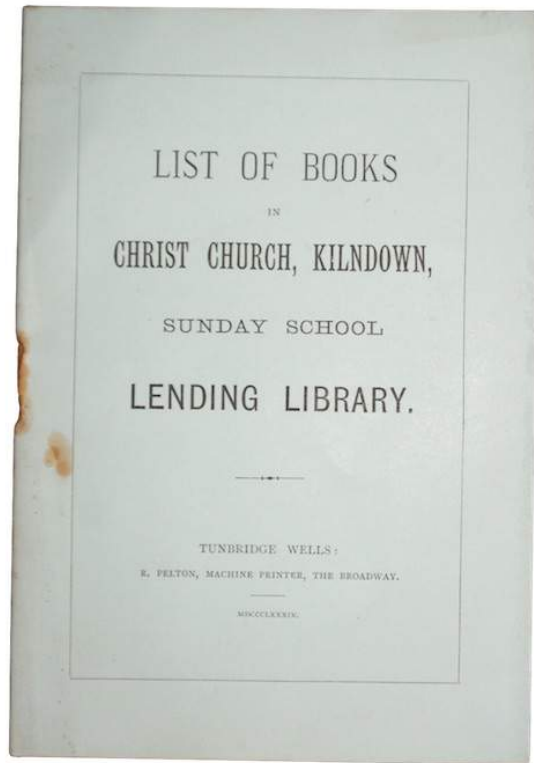 LIST OF BOOKS
IN
CHRIST CHURCH, KILNDOWN,
SUNDAY SCHOOL
LENDING LIBRARY.
TUNBRIDGE WELLS:
R. PELTON, MACHINE PRINTER, THE BROADWAY.
MDCCCLXXXIX.